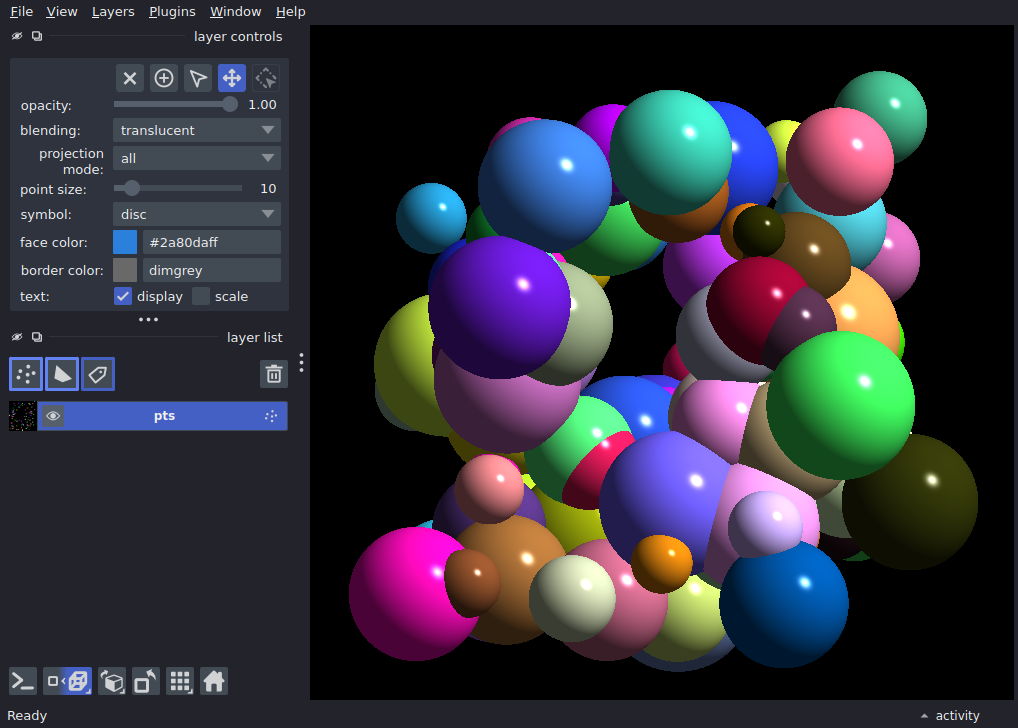 File View Layers Plugins Window Help
layer controls
opacity: 1.00
blending: translucent
projection mode: all
point size: 10
symbol: disc
face color: #2a80daff
border color: dimgrey
text: display scale
layer list
pts
Ready activity